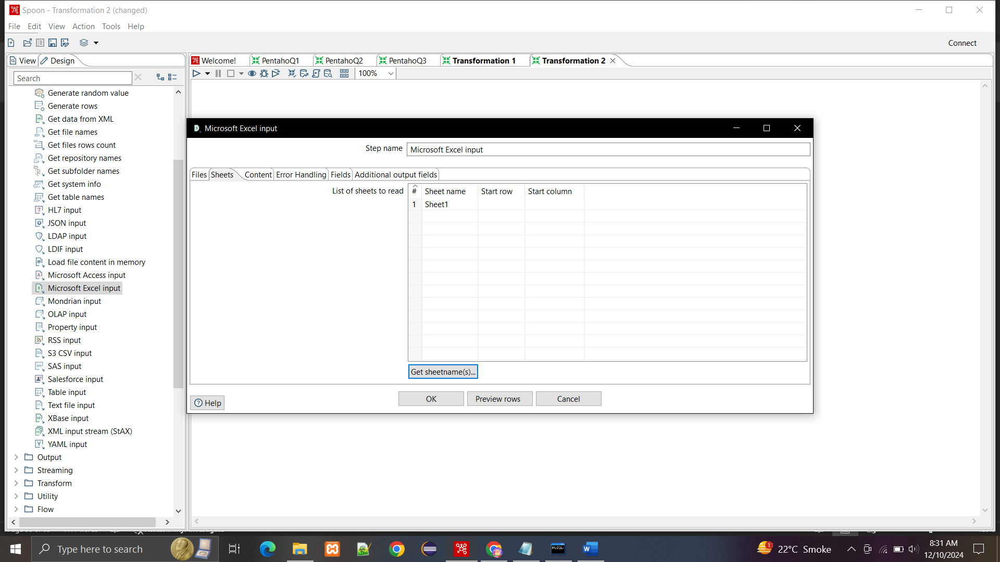 Spoon - Transformation 2 (changed)
File Edit View Action Tools Help
Connect
View Design
Welcome! PentahoQ1 PentahoQ2 PentahoQ3 Transformation 1 Transformation 2
100%
Search
Generate random value
Generate rows
Get data from XML
Get file names
Get files rows count
Get repository names
Get subfolder names
Get system info
Get table names
HL7 input
JSON input
LDAP input
LDIF input
Load file content in memory
Microsoft Access input
Microsoft Excel input
Mondrian input
OLAP input
Property input
RSS input
S3 CSV input
SAS input
Salesforce input
Table input
Text file input
XBase input
XML input stream (StAX)
YAML input
Output
Streaming
Transform
Utility
Flow
Microsoft Excel input
Step name Microsoft Excel input
Files Sheets Content Error Handling Fields Additional output fields
List of sheets to read
# Sheet name Start row Start column
1 Sheet1
Get sheetname(s)...
Help OK Preview rows Cancel
Type here to search
22°C Smoke
8:31 AM
12/10/2024